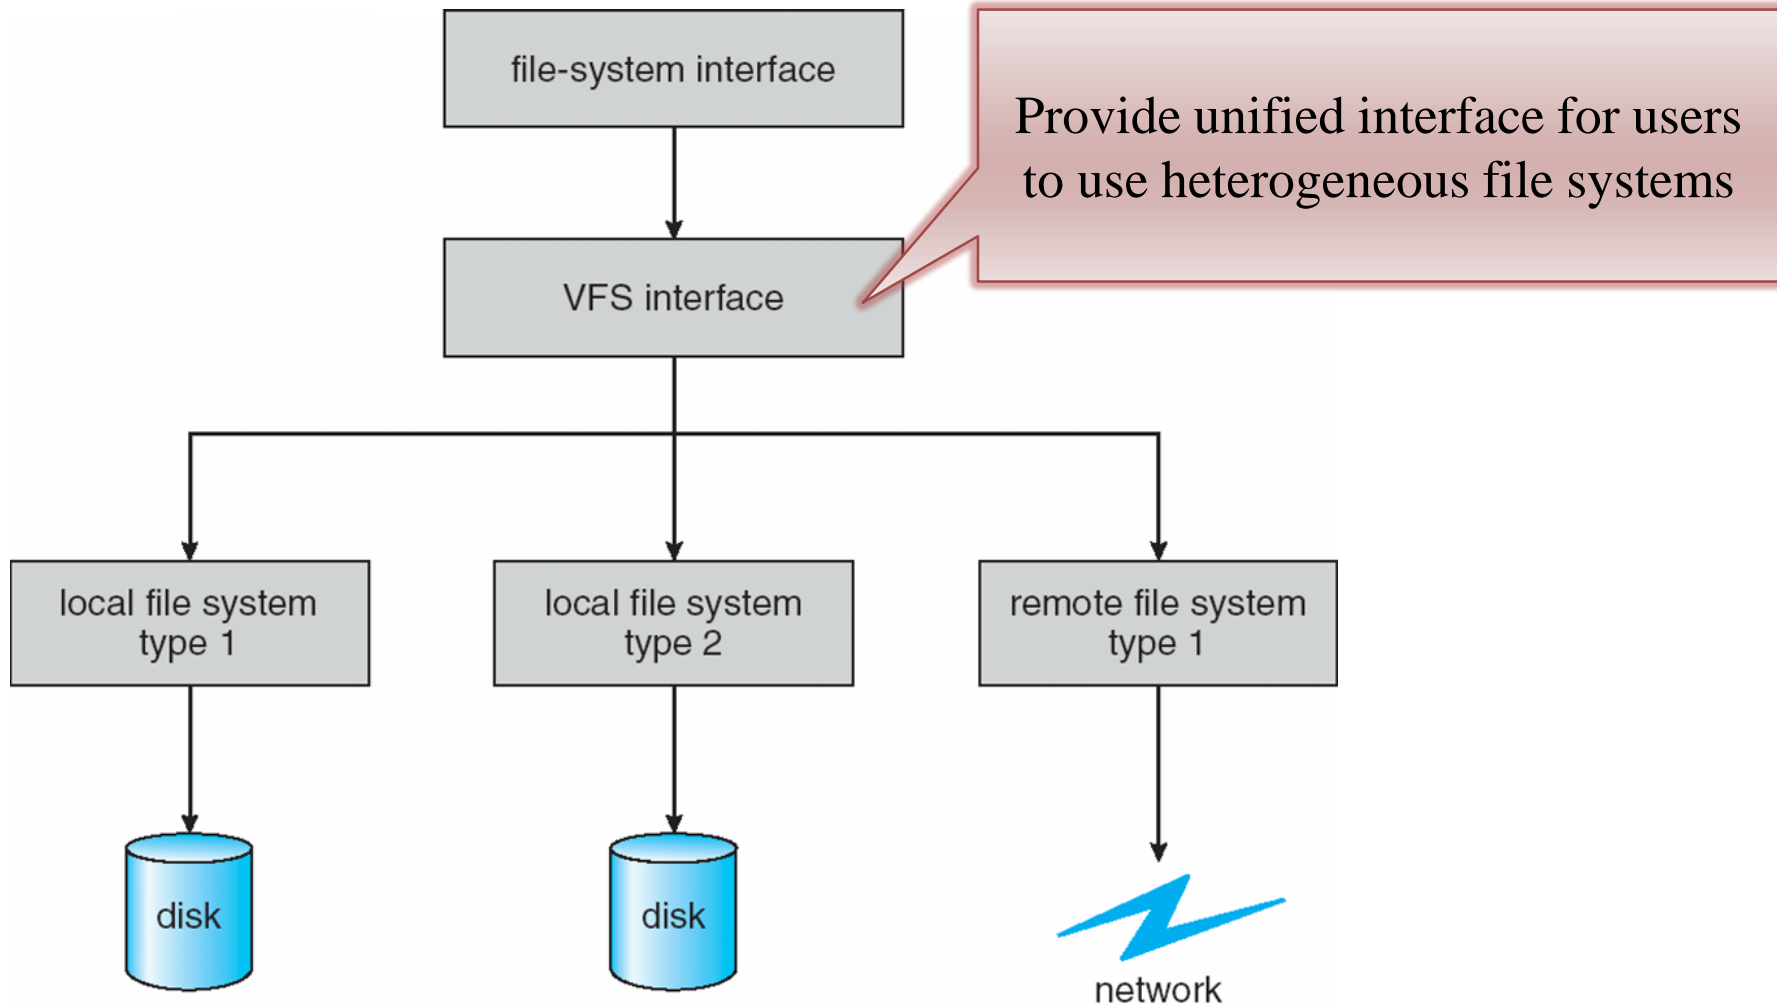 file-system interface
Provide unified interface for users
to use heterogeneous file systems
VFS interface
local file system
type 1
local file system
type 2
remote file system
type 1
disk
disk
network